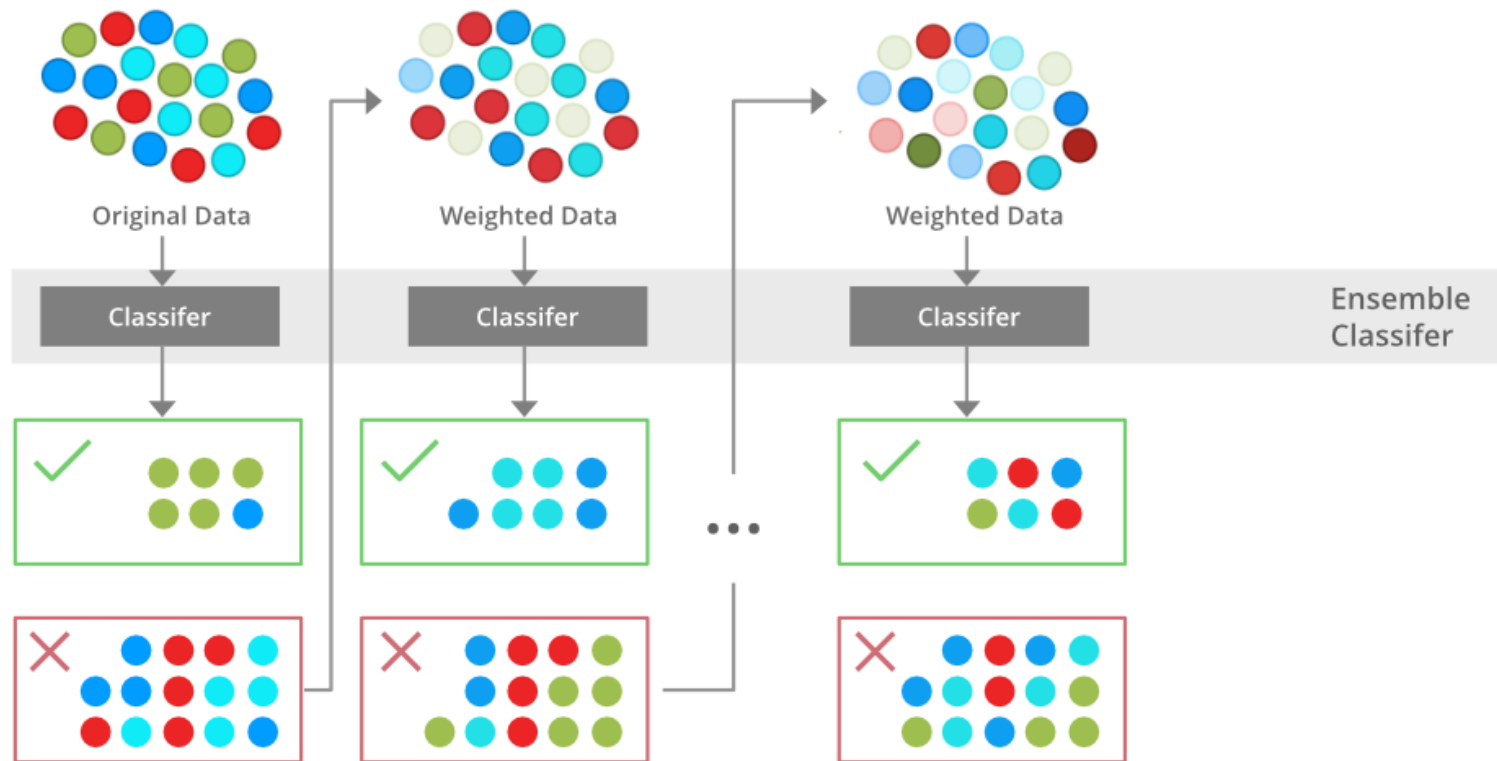 Original Data
Weighted Data
Weighted Data
Classifer
Classifer
Classifer
Ensemble
Classifer